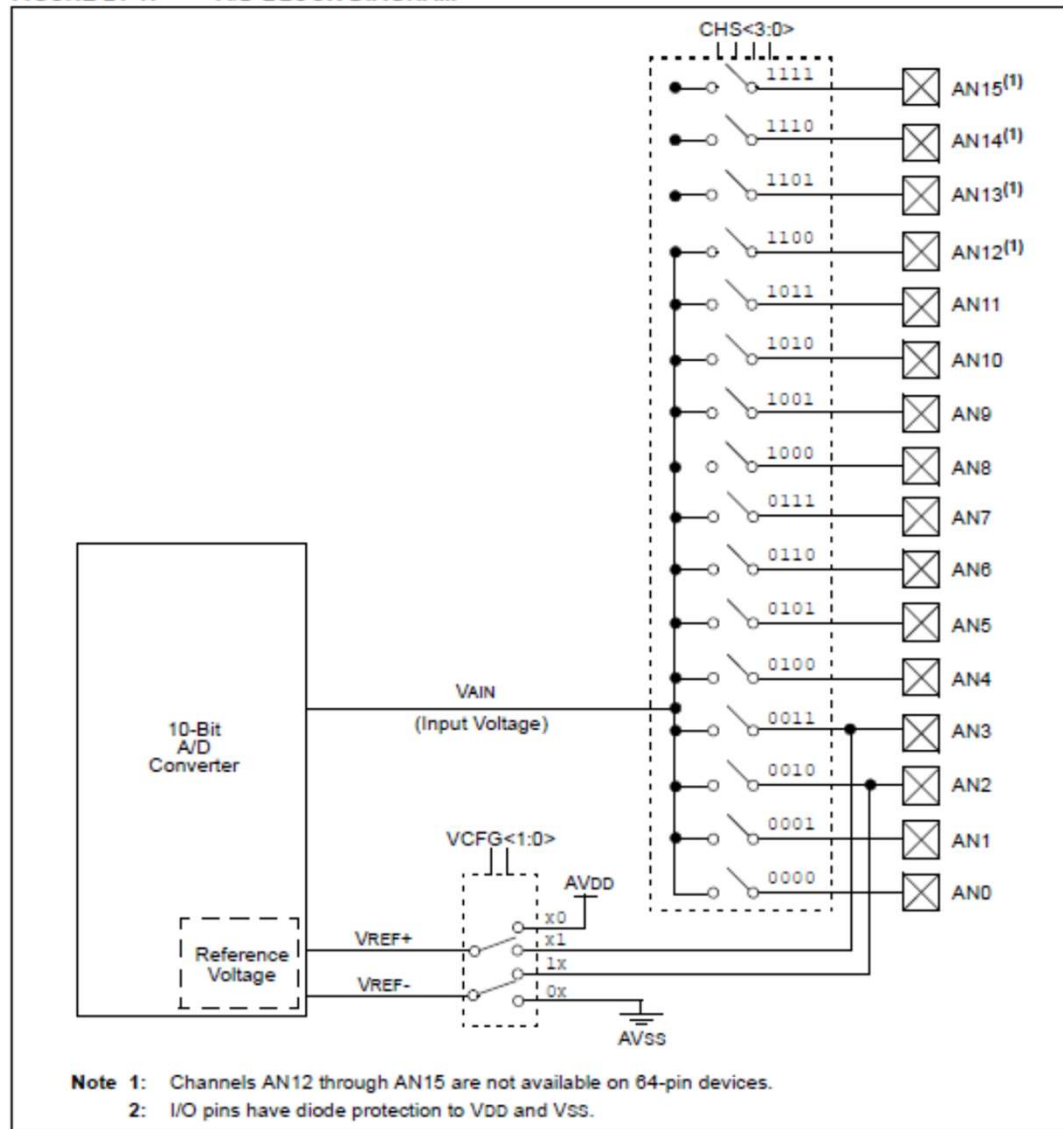 CHS<3:0>
1111 AN15(1)
1110 AN14(1)
1101 AN13(1)
1100 AN12(1)
1011 AN11
1010 AN10
1001 AN9
1000 AN8
0111 AN7
0110 AN6
0101 AN5
0100 AN4
VAIN
(Input Voltage)
0011 AN3
10-Bit
A/D
Converter
0010 AN2
0001 AN1
VCFG<1:0>
0000 AN0
AVDD
x0
Reference
Voltage
VREF+
x1
1x
VREF-
0x
AVSS
Note 1: Channels AN12 through AN15 are not available on 64-pin devices.
2: I/O pins have diode protection to VDD and VSS.